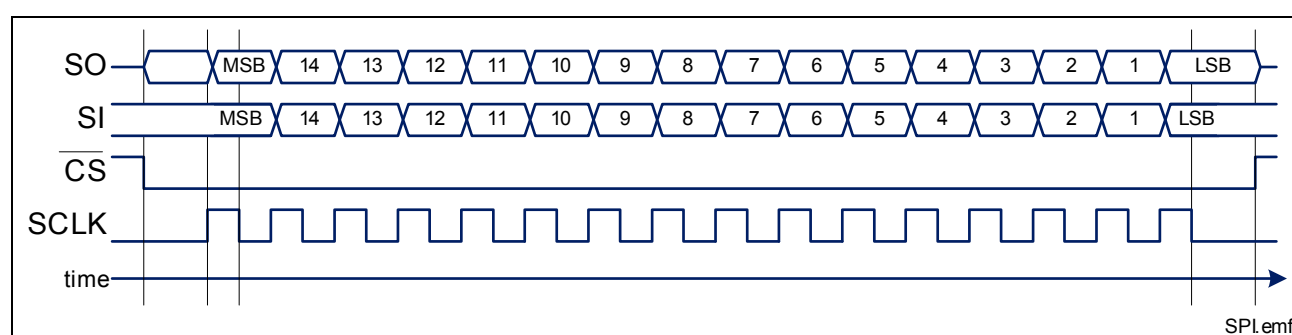 SO MSB 14 13 12 11 10 9 8 7 6 5 4 3 2 1 LSB
SI MSB 14 13 12 11 10 9 8 7 6 5 4 3 2 1 LSB
CS
SCLK
time
SPI.emf